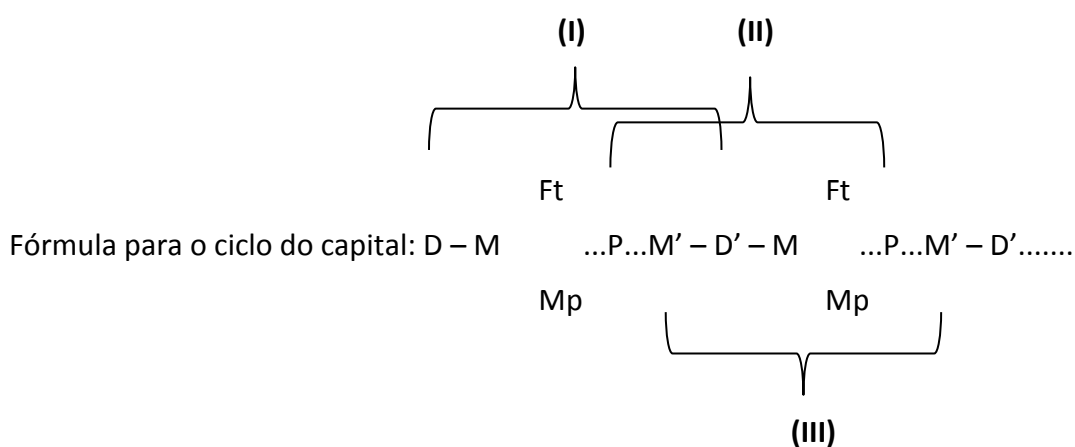 (I) (II)
Ft Ft
Fórmula para o ciclo do capital: D – M ...P...M’ – D’ – M ...P...M’ – D’.......
Mp Mp
(III)